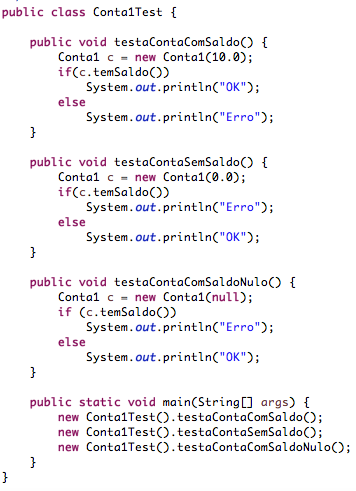 public class Conta1Test {
public void testaContaComSaldo() {
Conta1 c = new Conta1(10.0);
if(c.temSaldo())
System.out.println("OK");
else
System.out.println("Erro");
}
public void testaContaSemSaldo() {
Conta1 c = new Conta1(0.0);
if(c.temSaldo())
System.out.println("Erro");
else
System.out.println("OK");
}
public void testaContaComSaldoNulo() {
Conta1 c = new Conta1(null);
if (c.temSaldo())
System.out.println("Erro");
else
System.out.println("OK");
}
public static void main(String[] args) {
new Conta1Test().testaContaComSaldo();
new Conta1Test().testaContaSemSaldo();
new Conta1Test().testaContaComSaldoNulo();
}
}